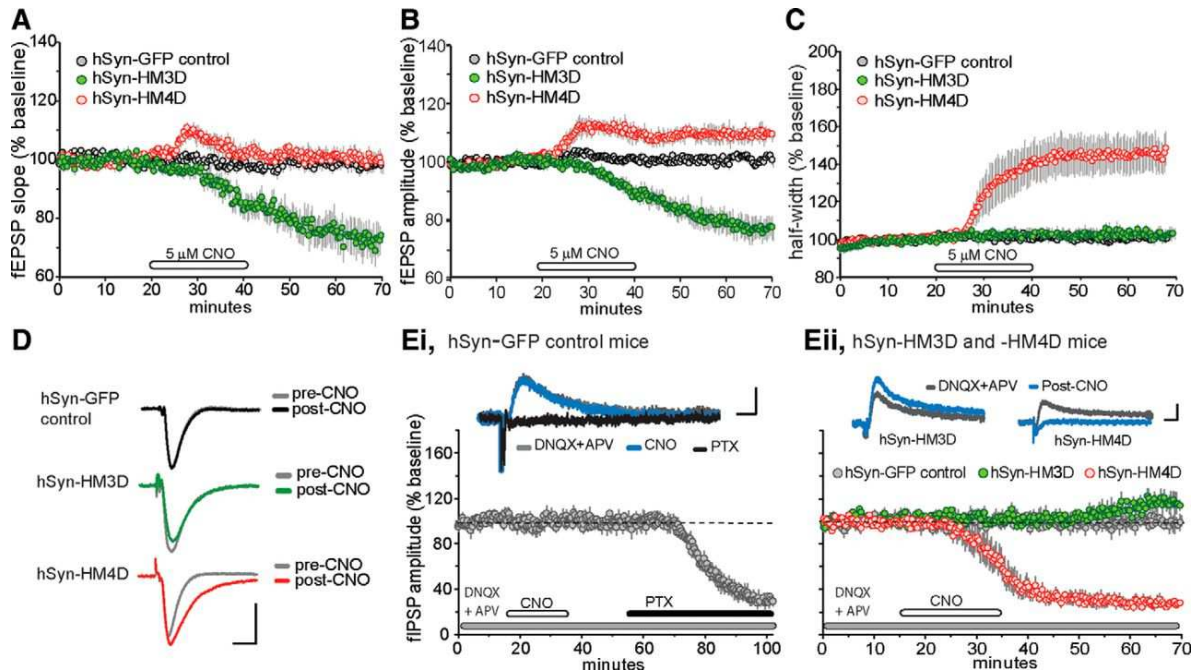 A
fEPSP slope (% basleline)
140
120
100
80
60
hSyn-GFP control
hSyn-HM3D
hSyn-HM4D
5 µM CNO
0 10 20 30 40 50 60 70
minutes
B
fEPSP amplitude (% basleline)
140
120
100
80
60
hSyn-GFP control
hSyn-HM3D
hSyn-HM4D
5 µM CNO
0 10 20 30 40 50 60 70
minutes
C
half-width (% baseline)
200
180
160
140
120
100
80
hSyn-GFP control
hSyn-HM3D
hSyn-HM4D
5 µM CNO
0 10 20 30 40 50 60 70
minutes
D
hSyn-GFP
control
pre-CNO
post-CNO
hSyn-HM3D
pre-CNO
post-CNO
hSyn-HM4D
pre-CNO
post-CNO
Ei, hSyn-GFP control mice
DNQX+APV CNO PTX
fIPSP amplitude (% baseline)
160
120
80
40
0
DNQX
+ APV
CNO
PTX
0 20 40 60 80 100
minutes
Eii, hSyn-HM3D and -HM4D mice
DNQX+APV Post-CNO
hSyn-HM3D hSyn-HM4D
hSyn-GFP control hSyn-HM3D hSyn-HM4D
160
120
80
40
0
DNQX
+ APV
CNO
0 10 20 30 40 50 60 70
minutes